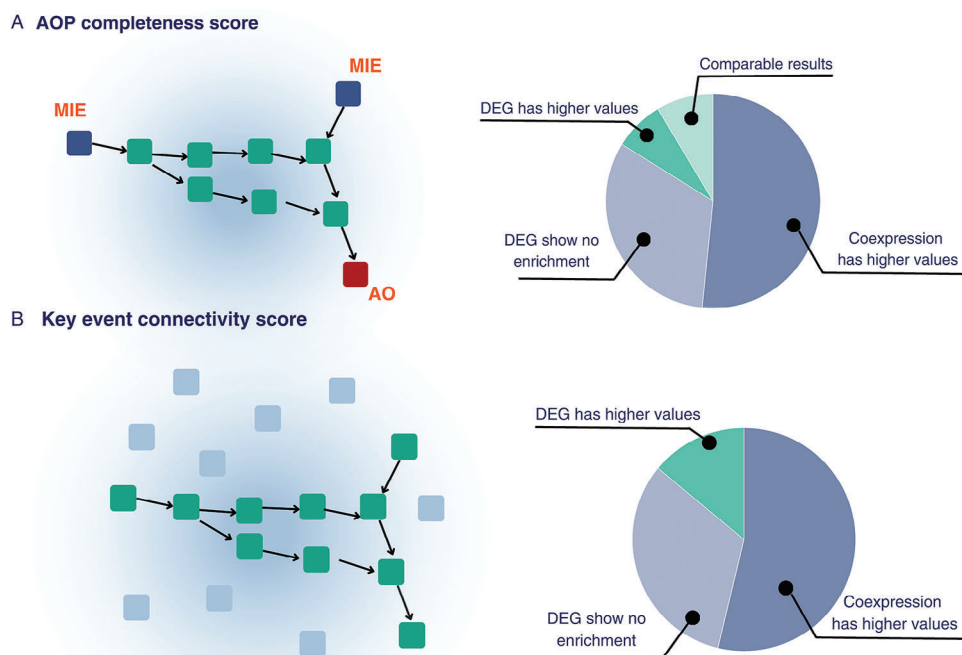 A AOP completeness score
MIE
MIE
AO
Comparable results
DEG has higher values
DEG show no
enrichment
Coexpression
has higher values
B Key event connectivity score
DEG has higher values
DEG show no
enrichment
Coexpression
has higher values